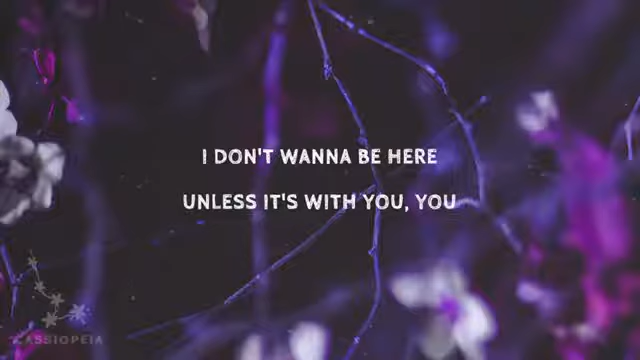 I DON'T WANNA BE HERE
UNLESS IT'S WITH YOU, YOU
CASSIOPEIA